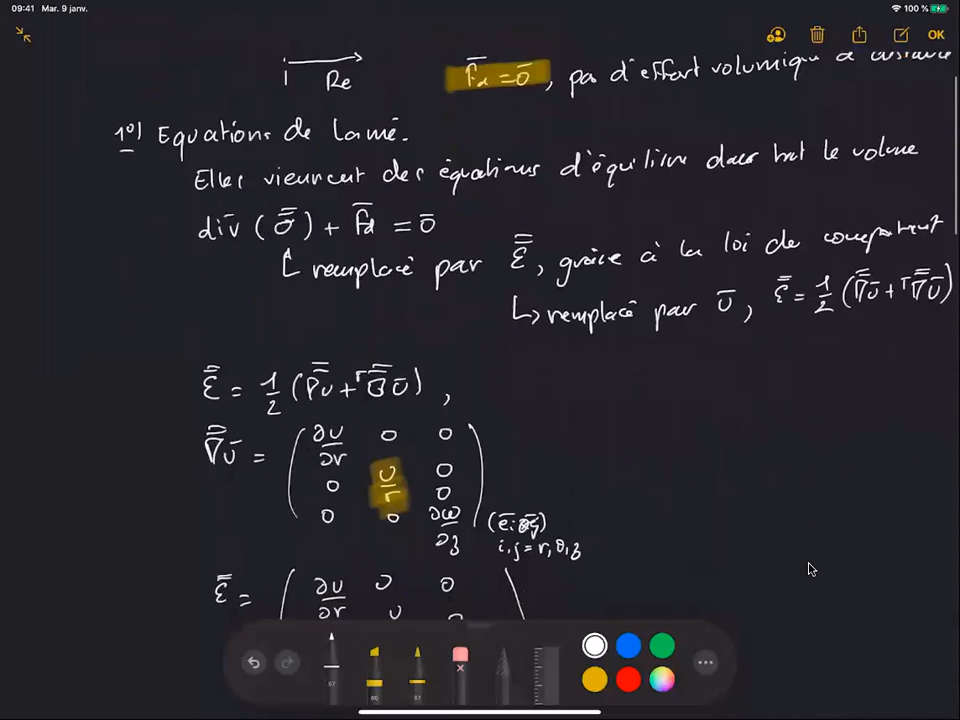 09:41 Mar. 9 janv.
100 %
OK
Re F̄d = 0̄, pas d'effort volumique à distance
1°) Equations de Lamé.
Elles viennent des équations d'équilibre dans tout le volume
div (σ̿) + F̄d = 0̄
↳ remplacé par ε̿, grâce à la loi de comportement
↳ remplacé par Ū, ε̿ = 1/2 (∇̿ū + ᵀ∇̿Ū)
ε̿ = 1/2 (∇̿u + ᵀ∇̿ū),
∇̿ū = ( ∂u/∂r 0 0
0 U/r 0
0 0 ∂w/∂z )
i,j = r,θ,z
ε̿ = ( ∂u/∂r 0 0
U
97
80